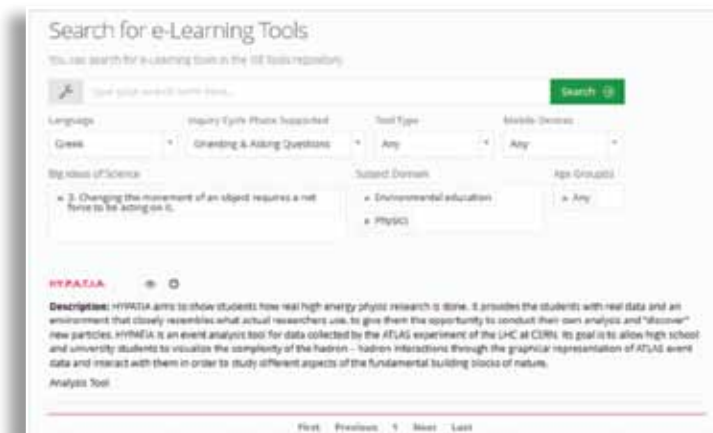 Search for e-Learning Tools
You can search for e-Learning tools in the ISE Tools repository
Type your search term here...
Search
Language
Inquiry Cycle Phase Supported
Tool Type
Mobile Devices
Greek
Orienting & Asking Questions
Any
Any
Big Ideas of Science
Subject Domain
Age Group(s)
× 3. Changing the movement of an object requires a net
force to be acting on it.
× Environmental education
× Physics
× Any
HYPATIA
Description: HYPATIA aims to show students how real high energy physic research is done. It provides the students with real data and an
environment that closely resembles what actual researchers use, to give them the opportunity to conduct their own analysis and "discover"
new particles. HYPATIA is an event analysis tool for data collected by the ATLAS experiment of the LHC at CERN. Its goal is to allow high school
and university students to visualize the complexity of the hadron - hadron interactions through the graphical representation of ATLAS event
data and interact with them in order to study different aspects of the fundamental building blocks of nature.
Analysis Tool
First Previous 1 Next Last